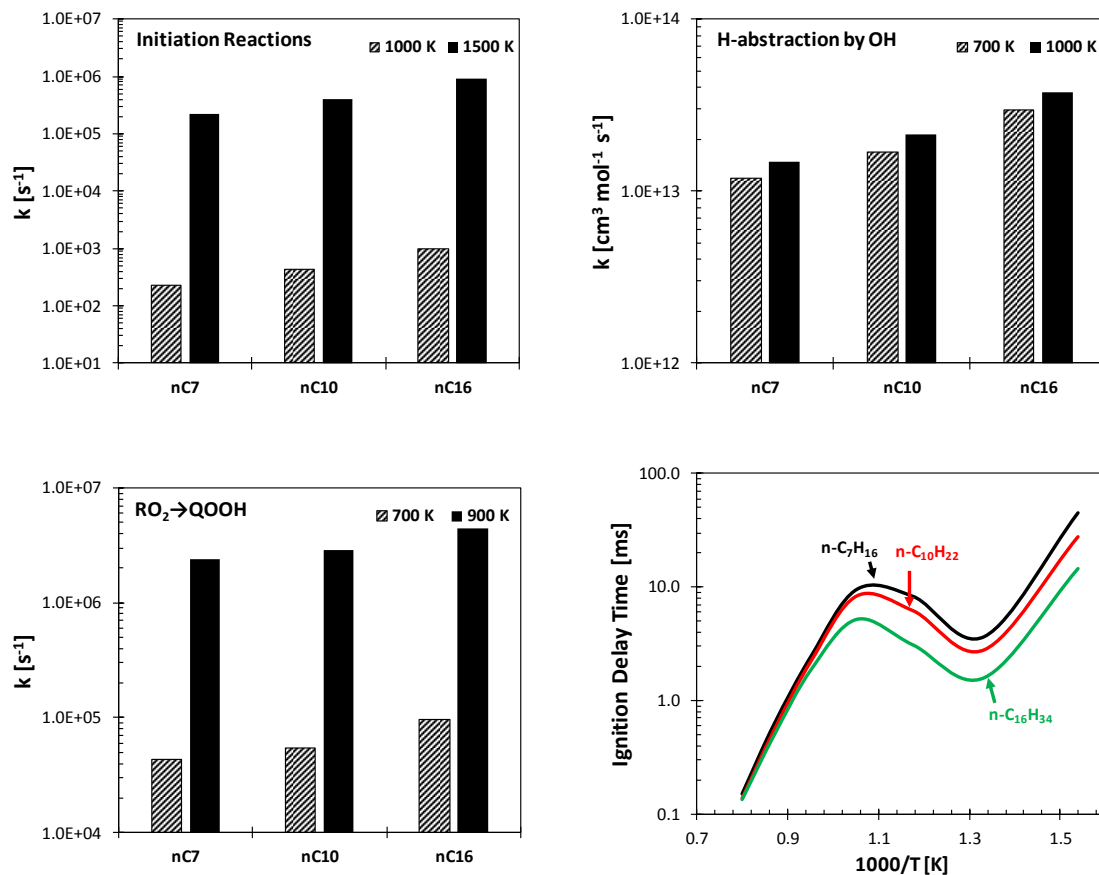 Initiation Reactions
1000 K 1500 K
k [s⁻¹]
1.0E+07
1.0E+06
1.0E+05
1.0E+04
1.0E+03
1.0E+02
1.0E+01
nC7 nC10 nC16
H-abstraction by OH
700 K 1000 K
k [cm³ mol⁻¹ s⁻¹]
1.0E+14
1.0E+13
1.0E+12
nC7 nC10 nC16
RO₂→QOOH
700 K 900 K
k [s⁻¹]
1.0E+07
1.0E+06
1.0E+05
1.0E+04
nC7 nC10 nC16
Ignition Delay Time [ms]
100.0
10.0
1.0
0.1
n-C₇H₁₆
n-C₁₀H₂₂
n-C₁₆H₃₄
0.7 0.9 1.1 1.3 1.5
1000/T [K]